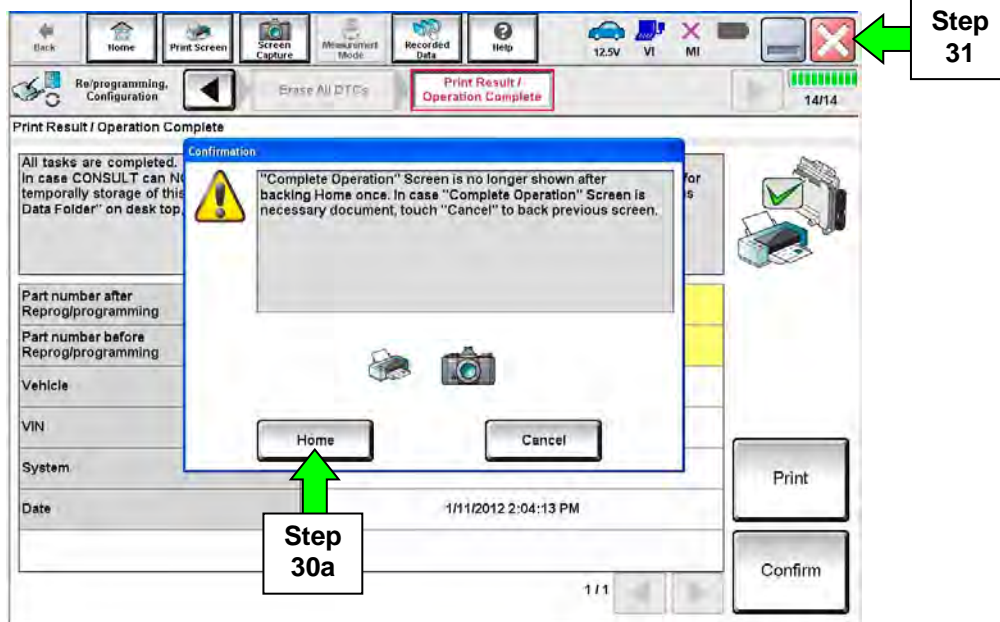 Back
Home
Print Screen
Screen
Capture
Measurement
Mode
Recorded
Data
Help
12.5V
VI
MI
Step
31
Re/programming,
Configuration
Erase All DTCs
Print Result /
Operation Complete
14/14
Print Result / Operation Complete
All tasks are completed.
In case CONSULT can N
for
temporally storage of this
s
Data Folder" on desk top,
Confirmation
"Complete Operation" Screen is no longer shown after
backing Home once. In case "Complete Operation" Screen is
necessary document, touch "Cancel" to back previous screen.
Part number after
Reprog/programming
Part number before
Reprog/programming
Vehicle
VIN
Home
Cancel
System
Print
Date
1/11/2012 2:04:13 PM
Step
30a
1/1
Confirm